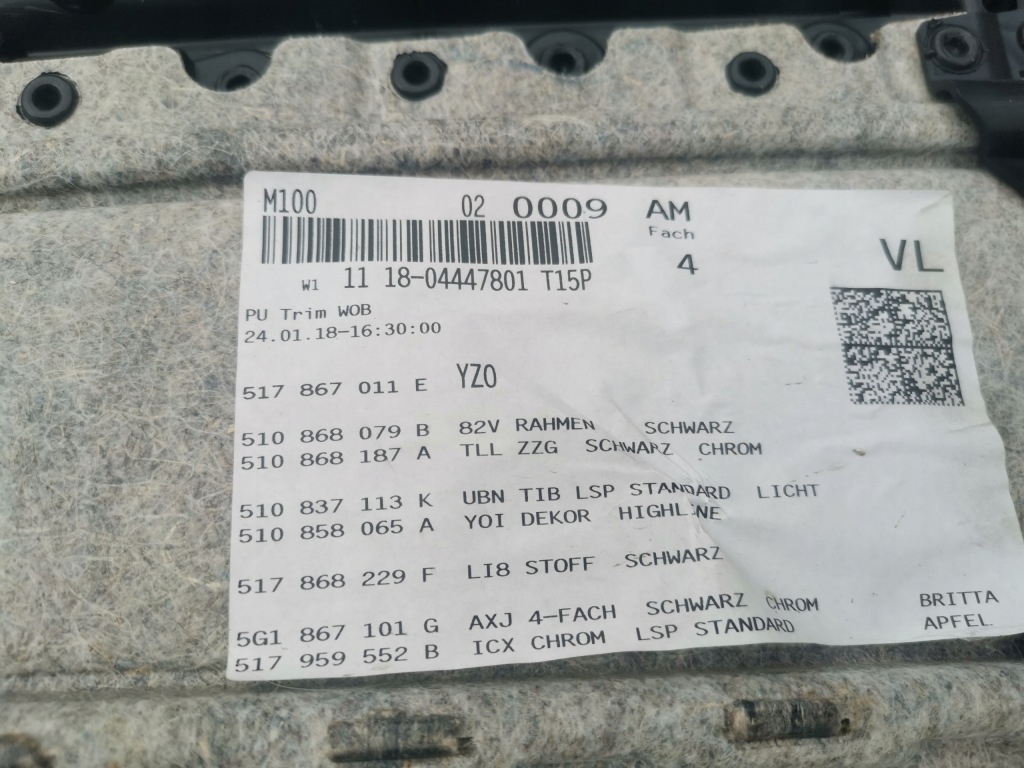 M100 02 0009 AM
Fach
4
VL
W1 11 18-04447801 T15P
PU Trim WOB
24.01.18-16:30:00
517 867 011 E YZ0
510 868 079 B 82V RAHMEN SCHWARZ
510 868 187 A TLL ZZG SCHWARZ CHROM
510 837 113 K UBN TIB LSP STANDARD LICHT
510 858 065 A YOI DEKOR HIGHLINE
517 868 229 F LI8 STOFF SCHWARZ
5G1 867 101 G AXJ 4-FACH SCHWARZ CHROM BRITTA
517 959 552 B ICX CHROM LSP STANDARD APFEL